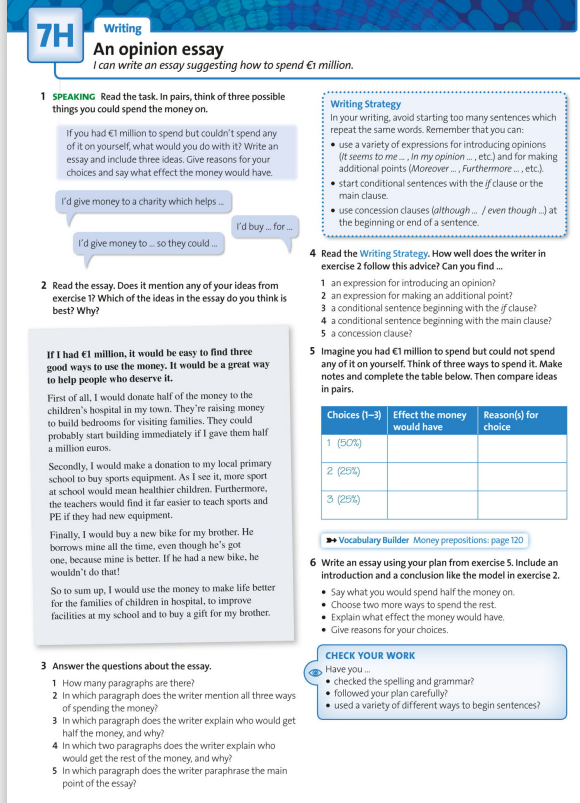 7H
Writing
An opinion essay
I can write an essay suggesting how to spend €1 million.
1 SPEAKING Read the task. In pairs, think of three possible
things you could spend the money on.
If you had €1 million to spend but couldn't spend any
of it on yourself, what would you do with it? Write an
essay and include three ideas. Give reasons for your
choices and say what effect the money would have.
I'd give money to a charity which helps ...
I'd buy ... for ...
I'd give money to ... so they could ...
2 Read the essay. Does it mention any of your ideas from
exercise 1? Which of the ideas in the essay do you think is
best? Why?
If I had €1 million, it would be easy to find three
good ways to use the money. It would be a great way
to help people who deserve it.
First of all, I would donate half of the money to the
children's hospital in my town. They're raising money
to build bedrooms for visiting families. They could
probably start building immediately if I gave them half
a million euros.
Secondly, I would make a donation to my local primary
school to buy sports equipment. As I see it, more sport
at school would mean healthier children. Furthermore,
the teachers would find it far easier to teach sports and
PE if they had new equipment.
Finally, I would buy a new bike for my brother. He
borrows mine all the time, even though he's got
one, because mine is better. If he had a new bike, he
wouldn't do that!
So to sum up, I would use the money to make life better
for the families of children in hospital, to improve
facilities at my school and to buy a gift for my brother.
3 Answer the questions about the essay.
1 How many paragraphs are there?
2 In which paragraph does the writer mention all three ways
of spending the money?
3 In which paragraph does the writer explain who would get
half the money, and why?
4 In which two paragraphs does the writer explain who
would get the rest of the money, and why?
5 In which paragraph does the writer paraphrase the main
point of the essay?
Writing Strategy
In your writing, avoid starting too many sentences which
repeat the same words. Remember that you can:
• use a variety of expressions for introducing opinions
(It seems to me ... , In my opinion ... , etc.) and for making
additional points (Moreover ... , Furthermore ... , etc.).
• start conditional sentences with the if clause or the
main clause.
• use concession clauses (although ... / even though ...) at
the beginning or end of a sentence.
4 Read the Writing Strategy. How well does the writer in
exercise 2 follow this advice? Can you find ...
1 an expression for introducing an opinion?
2 an expression for making an additional point?
3 a conditional sentence beginning with the if clause?
4 a conditional sentence beginning with the main clause?
5 a concession clause?
5 Imagine you had €1 million to spend but could not spend
any of it on yourself. Think of three ways to spend it. Make
notes and complete the table below. Then compare ideas
in pairs.
Choices (1–3) Effect the money would have Reason(s) for choice
1 (50%)
2 (25%)
3 (25%)
Vocabulary Builder Money prepositions: page 120
6 Write an essay using your plan from exercise 5. Include an
introduction and a conclusion like the model in exercise 2.
• Say what you would spend half the money on.
• Choose two more ways to spend the rest.
• Explain what effect the money would have.
• Give reasons for your choices.
CHECK YOUR WORK
Have you ...
• checked the spelling and grammar?
• followed your plan carefully?
• used a variety of different ways to begin sentences?